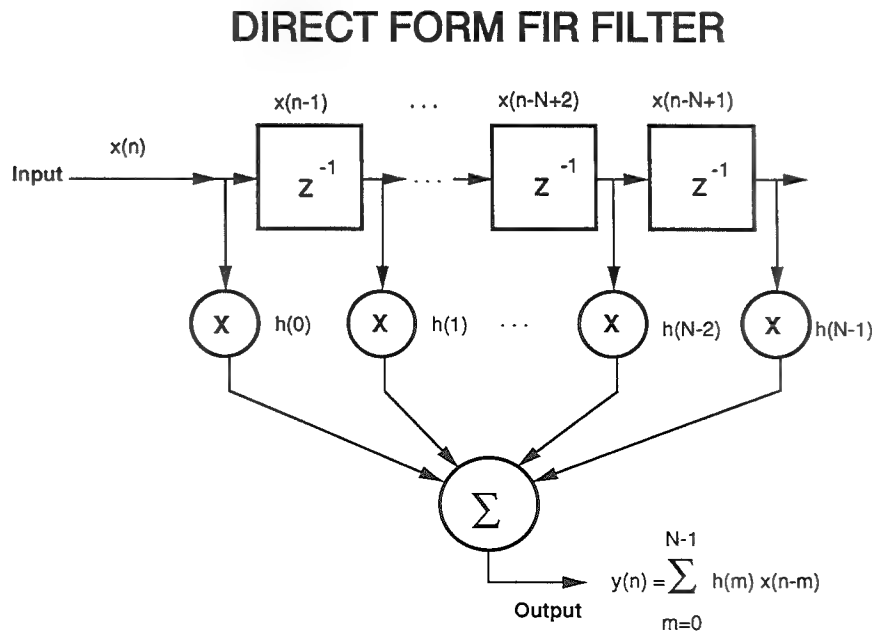 DIRECT FORM FIR FILTER
x(n-1) ... x(n-N+2) x(n-N+1)
x(n)
Input z⁻¹ ... z⁻¹ z⁻¹
X h(0) X h(1) ... X h(N-2) X h(N-1)
Σ
N-1
y(n) = Σ h(m) x(n-m)
Output
m=0